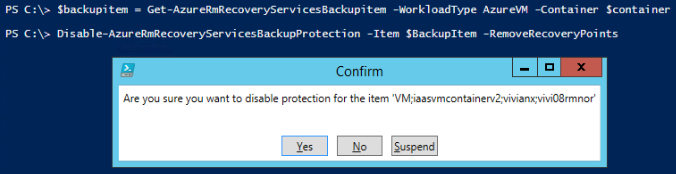 PS C:\> $backupitem = Get-AzureRmRecoveryServicesBackupitem -WorkloadType AzureVM -Container $container
PS C:\> Disable-AzureRmRecoveryServicesBackupProtection -Item $BackupItem -RemoveRecoveryPoints
Confirm
Are you sure you want to disable protection for the item 'VM;iaasvmcontainerv2;vivianx;vivi08rmnor'
Yes No Suspend